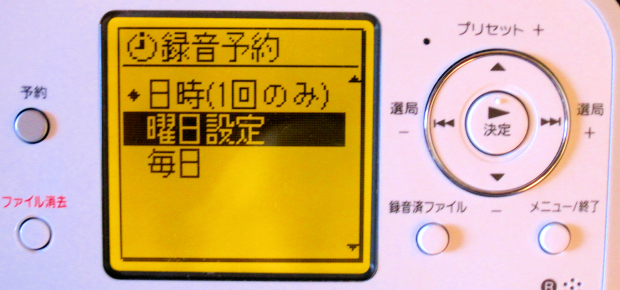 録音予約
日時(1回のみ)
曜日設定
毎日
予約
ファイル消去
プリセット +
選局
−
決定
選局
+
録音済ファイル
−
メニュー/終了
R